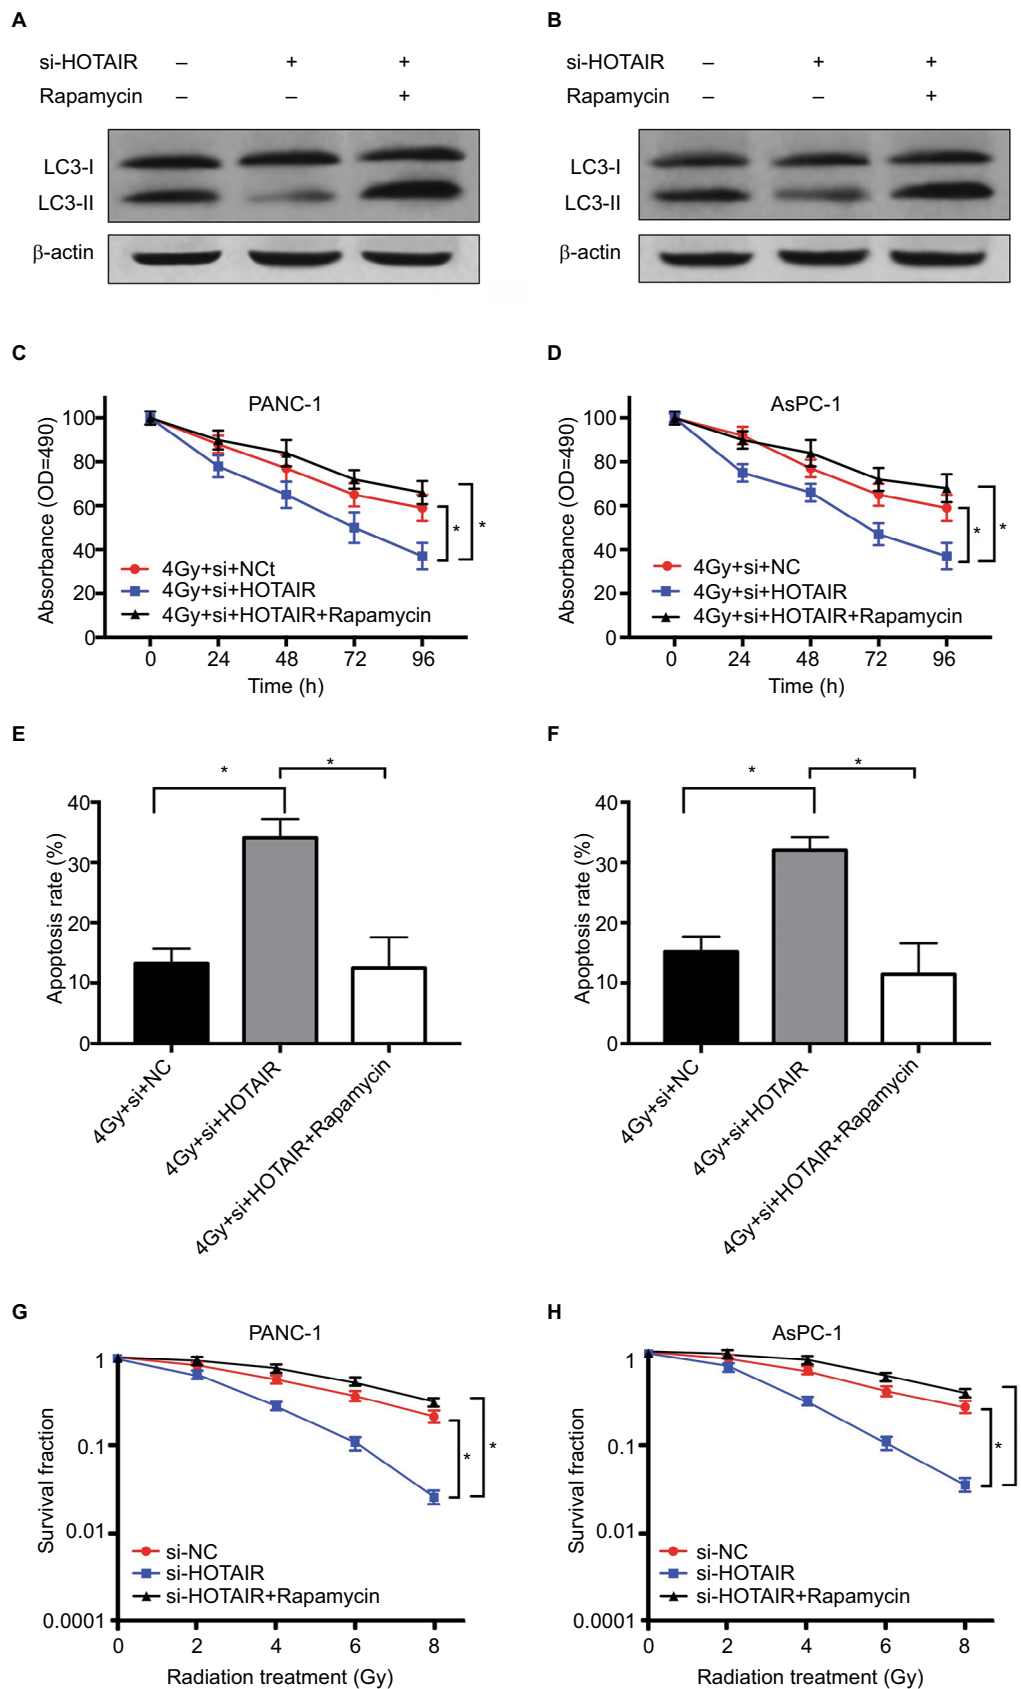 A
si-HOTAIR – + +
Rapamycin – – +
LC3-I
LC3-II
β-actin
B
si-HOTAIR – + +
Rapamycin – – +
LC3-I
LC3-II
β-actin
C
PANC-1
Absorbance (OD=490)
100
80
60
40
20
0
* *
4Gy+si+NCt
4Gy+si+HOTAIR
4Gy+si+HOTAIR+Rapamycin
0 24 48 72 96
Time (h)
D
AsPC-1
Absorbance (OD=490)
100
80
60
40
20
0
* *
4Gy+si+NC
4Gy+si+HOTAIR
4Gy+si+HOTAIR+Rapamycin
0 24 48 72 96
Time (h)
E
* *
Apoptosis rate (%)
40
30
20
10
0
4Gy+si+NC
4Gy+si+HOTAIR
4Gy+si+HOTAIR+Rapamycin
F
* *
Apoptosis rate (%)
40
30
20
10
0
4Gy+si+NC
4Gy+si+HOTAIR
4Gy+si+HOTAIR+Rapamycin
G
PANC-1
Survival fraction
1
0.1
0.01
0.0001
* *
si-NC
si-HOTAIR
si-HOTAIR+Rapamycin
0 2 4 6 8
Radiation treatment (Gy)
H
AsPC-1
Survival fraction
1
0.1
0.01
0.0001
* *
si-NC
si-HOTAIR
si-HOTAIR+Rapamycin
0 2 4 6 8
Radiation treatment (Gy)